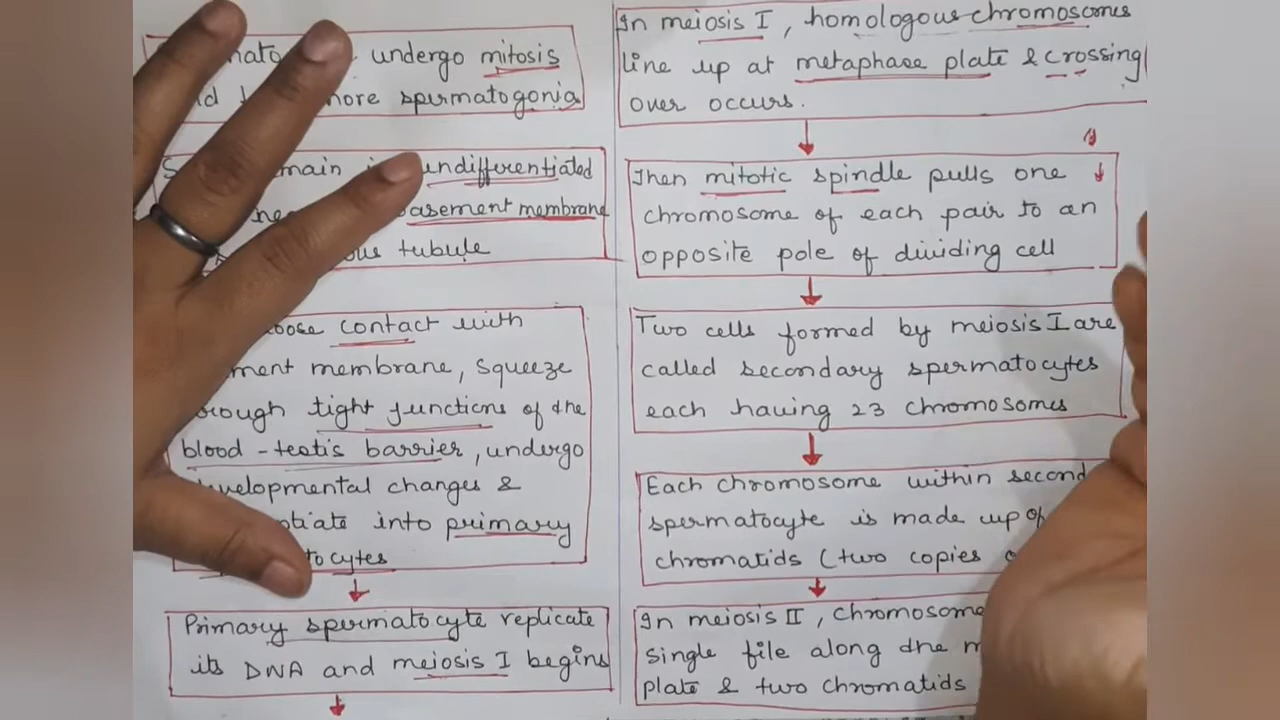 undergo mitosis
more spermatogonia
undifferentiated
basement membrane
tubule
contact with
membrane, squeeze
tight junctions of the
blood - testis barrier, undergo
developmental changes &
into primary
Primary spermatocyte replicate
its DNA and meiosis I begins
In meiosis I, homologous chromosomes
line up at metaphase plate & crossing
over occurs.
Then mitotic spindle pulls one
chromosome of each pair to an
opposite pole of dividing cell
Two cells formed by meiosis I are
called secondary spermatocytes
each having 23 chromosomes
Each chromosome within
spermatocyte is made up of
chromatids (two copies
In meiosis II,
single file along the
plate & two chromatids